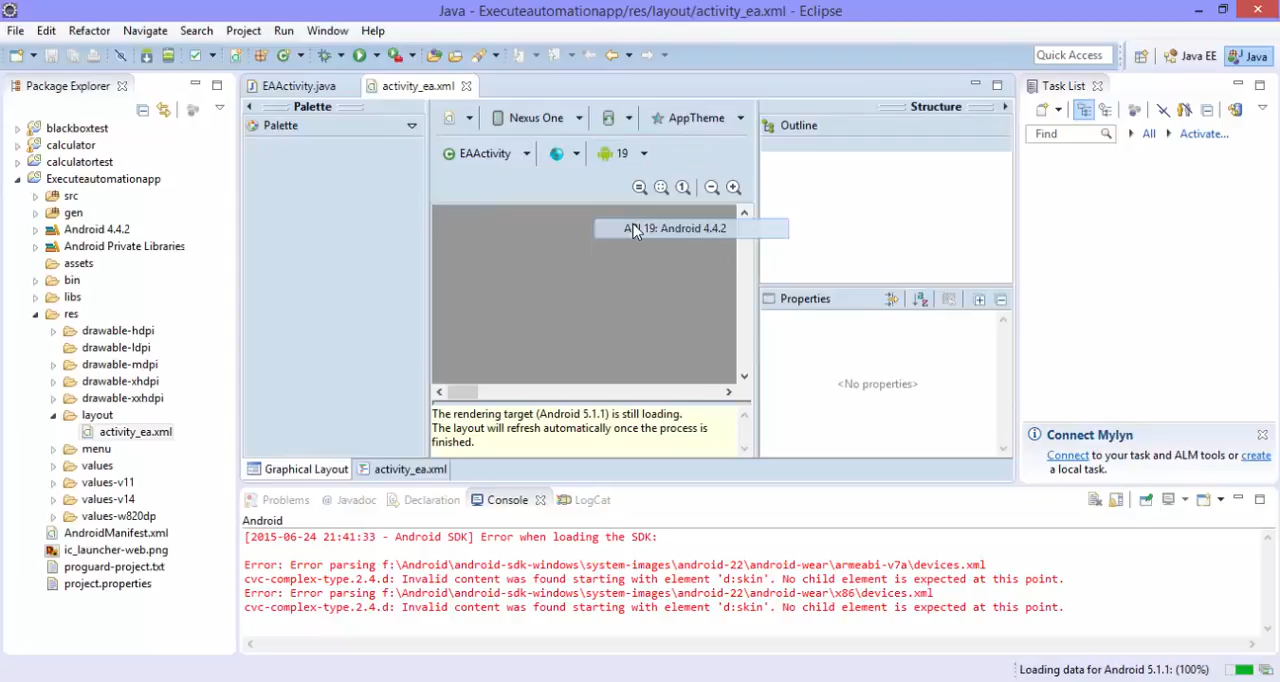 Java - Executeautomationapp/res/layout/activity_ea.xml - Eclipse
File Edit Refactor Navigate Search Project Run Window Help
Quick Access
Java EE
Java
Package Explorer
EAActivity.java
activity_ea.xml
Task List
Palette
Structure
Nexus One
AppTheme
Palette
Outline
Find
All
Activate...
EAActivity
19
API 19: Android 4.4.2
blackboxtest
calculator
calculatortest
Executeautomationapp
src
gen
Android 4.4.2
Android Private Libraries
assets
bin
libs
res
drawable-hdpi
drawable-ldpi
drawable-mdpi
drawable-xhdpi
drawable-xxhdpi
layout
activity_ea.xml
menu
values
values-v11
values-v14
values-w820dp
AndroidManifest.xml
ic_launcher-web.png
proguard-project.txt
project.properties
Properties
<No properties>
The rendering target (Android 5.1.1) is still loading.
The layout will refresh automatically once the process is
finished.
Graphical Layout
activity_ea.xml
Connect Mylyn
Connect to your task and ALM tools or create
a local task.
Problems
@ Javadoc
Declaration
Console
LogCat
Android
[2015-06-24 21:41:33 - Android SDK] Error when loading the SDK:
Error: Error parsing f:\Android\android-sdk-windows\system-images\android-22\android-wear\armeabi-v7a\devices.xml
cvc-complex-type.2.4.d: Invalid content was found starting with element 'd:skin'. No child element is expected at this point.
Error: Error parsing f:\Android\android-sdk-windows\system-images\android-22\android-wear\x86\devices.xml
cvc-complex-type.2.4.d: Invalid content was found starting with element 'd:skin'. No child element is expected at this point.
Loading data for Android 5.1.1: (100%)